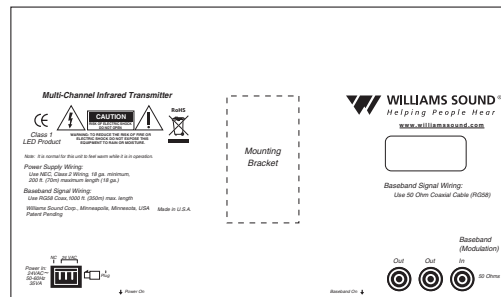 Multi-Channel Infrared Transmitter
CE
Class 1
LED Product
CAUTION
RISK OF ELECTRIC SHOCK
DO NOT OPEN
WARNING: TO REDUCE THE RISK OF FIRE OR
ELECTRIC SHOCK DO NOT EXPOSE THIS
EQUIPMENT TO RAIN OR MOISTURE.
RoHS
Note: It is normal for this unit to feel warm while it is in operation.
Power Supply Wiring:
Use NEC, Class 2 Wiring, 18 ga. minimum,
200 ft. (70m) maximum length (18 ga.)
Baseband Signal Wiring:
Use RG58 Coax, 1000 ft. (350m) max. length
Williams Sound Corp., Minneapolis, Minnesota, USA
Patent Pending
Made in U.S.A.
Mounting
Bracket
WILLIAMS SOUND®
Helping People Hear
www.williamssound.com
Baseband Signal Wiring:
Use 50 Ohm Coaxial Cable (RG58)
Baseband
(Modulation)
Out
Out
In
50 Ohms
NC
24 VAC
Power In:
24VAC~
50-60Hz
35VA
Plug
↓ Power On
Baseband On ↓